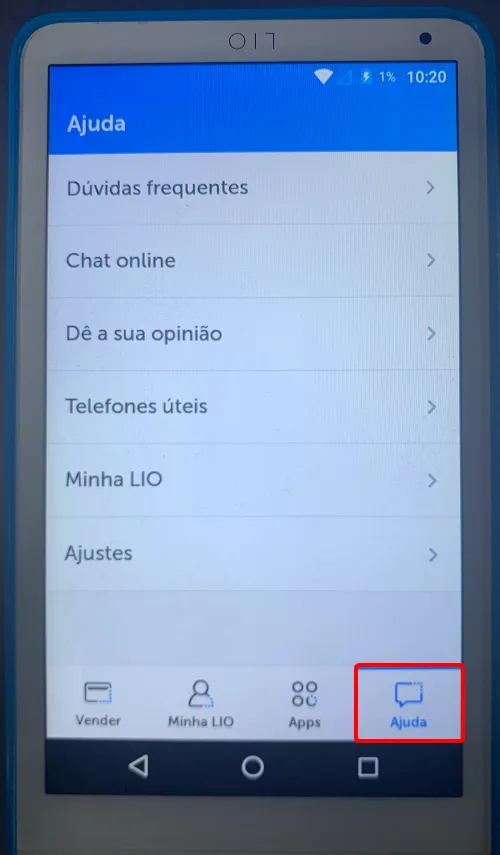 LIO
1% 10:20
Ajuda
Dúvidas frequentes
Chat online
Dê a sua opinião
Telefones úteis
Minha LIO
Ajustes
Vender
Minha LIO
Apps
Ajuda